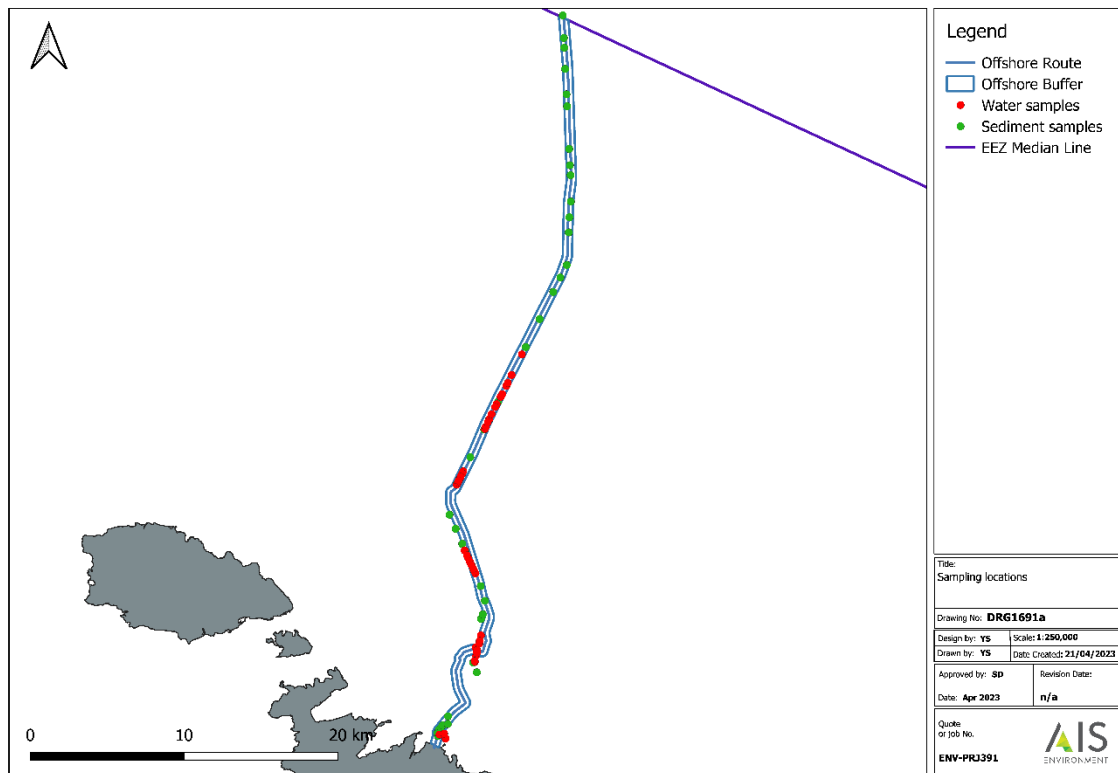 Legend
Offshore Route
Offshore Buffer
Water samples
Sediment samples
EEZ Median Line
0 10 20 km
Title:
Sampling locations
Drawing No: DRG1691a
Design by: YS Scale: 1:250,000
Drawn by: YS Date Created: 21/04/2023
Approved by: SD Revision Date:
Date: Apr 2023 n/a
Quote
or job No.
ENV-PRJ391
AIS
ENVIRONMENT